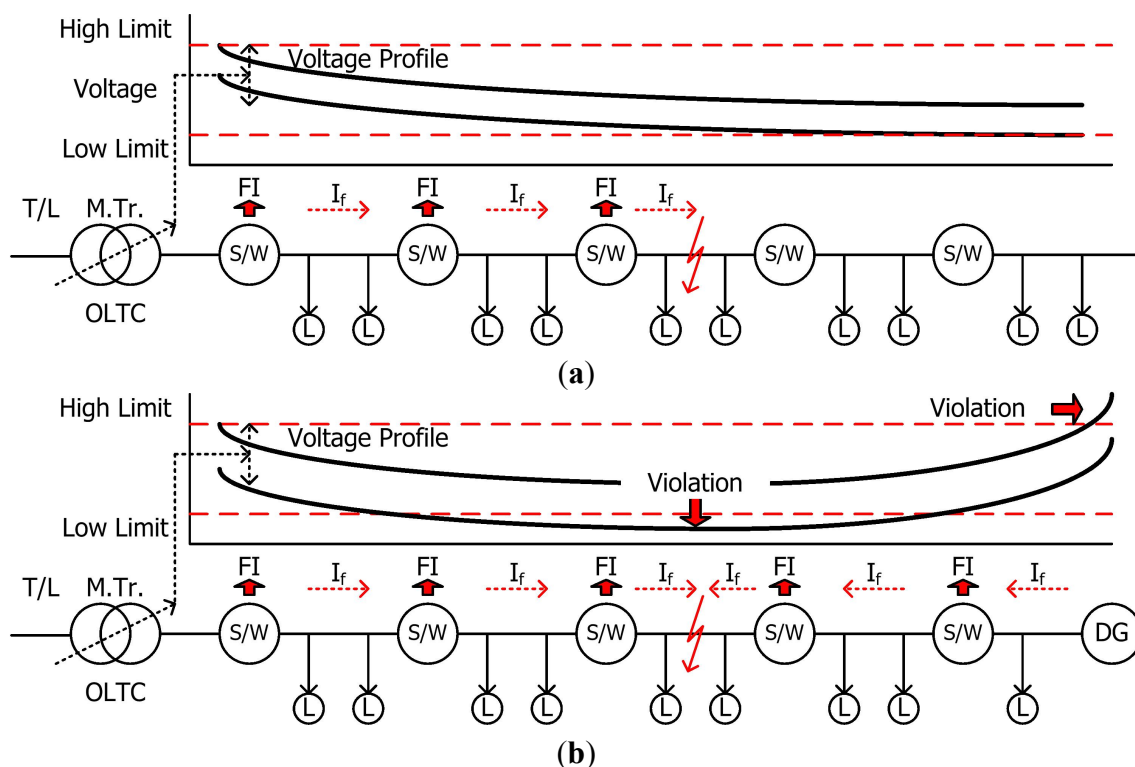 High Limit
Voltage Profile
Voltage
Low Limit
FI I_f FI I_f FI I_f
T/L M.Tr.
S/W S/W S/W S/W S/W
OLTC
L L L L L L L L L L
(a)
High Limit
Violation
Voltage Profile
Violation
Low Limit
FI I_f FI I_f FI I_f I_f FI I_f FI I_f
T/L M.Tr.
S/W S/W S/W S/W S/W DG
OLTC
L L L L L L L L L
(b)